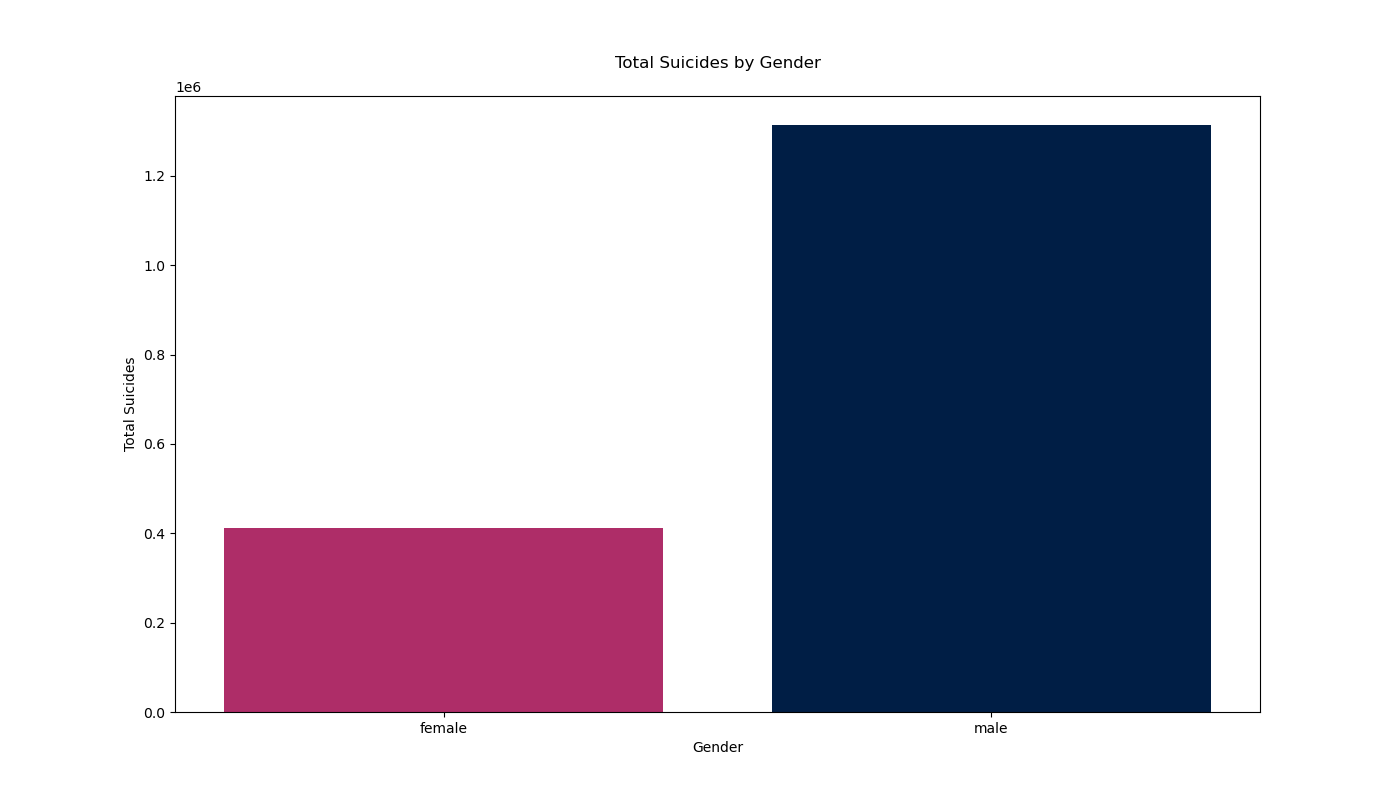 Total Suicides by Gender
1e6
1.2
1.0
0.8
0.6
0.4
0.2
0.0
Total Suicides
female
male
Gender